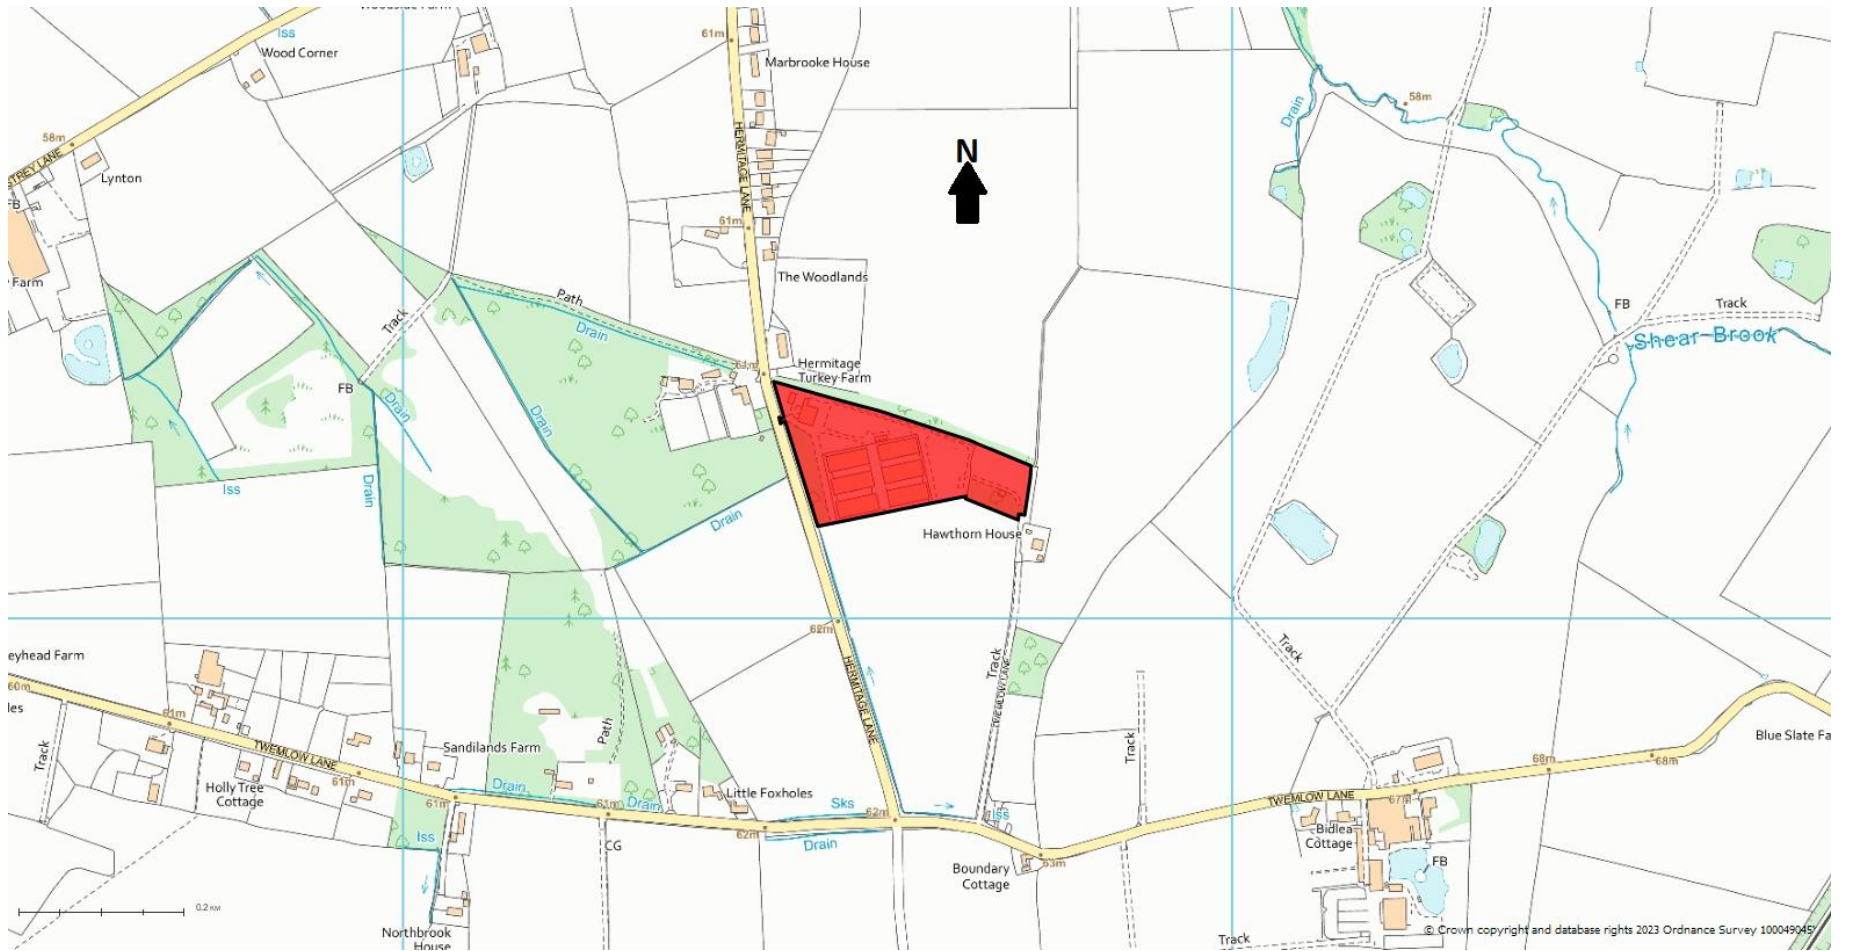 Iss
Wood Corner
61m
Marbrooke House
58m
58m
Drain
HERMITAGE LANE
N
STREY LANE
Lynton
FB
61m
The Woodlands
Farm
Path
Track
Drain
FB
Track
Shear Brook
Hermitage
Turkey Farm
FB
Drain
Drain
Iss
Drain
Drain
Hawthorn House
62m
Track
Track
eyhead Farm
60m
les
61m
HERMITAGE LANE
TWEMLOW LANE
Path
Track
TWEMLOW LANE
Sandilands Farm
Track
Blue Slate Fa
68m
68m
61m
Holly Tree
Cottage
Drain
61m
61m
Drain
Little Foxholes
Sks
62m
Iss
TWEMLOW LANE
67m
Iss
62m
Drain
CG
Bidlea
Cottage
63m
Boundary
Cottage
FB
0.2 KM
Northbrook
House
Track
© Crown copyright and database rights 2023 Ordnance Survey 100049045